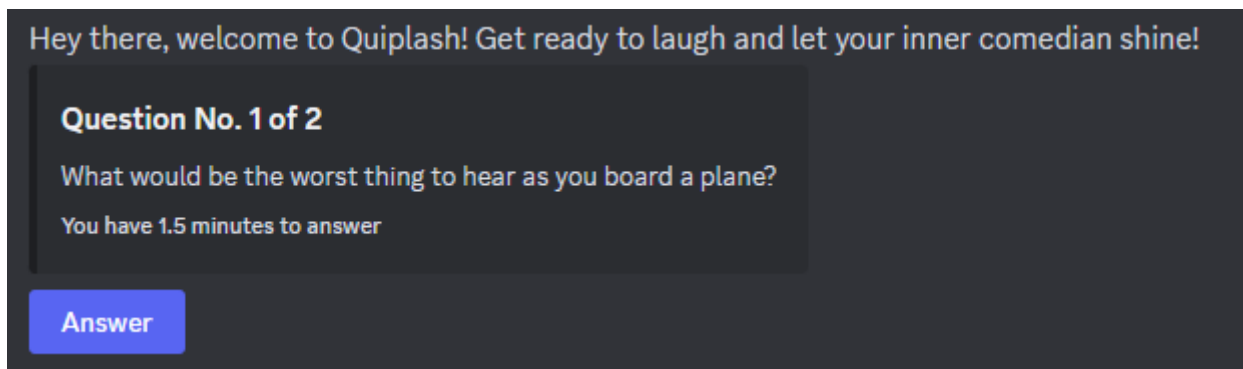 Hey there, welcome to Quiplash! Get ready to laugh and let your inner comedian shine!
Question No. 1 of 2
What would be the worst thing to hear as you board a plane?
You have 1.5 minutes to answer
Answer